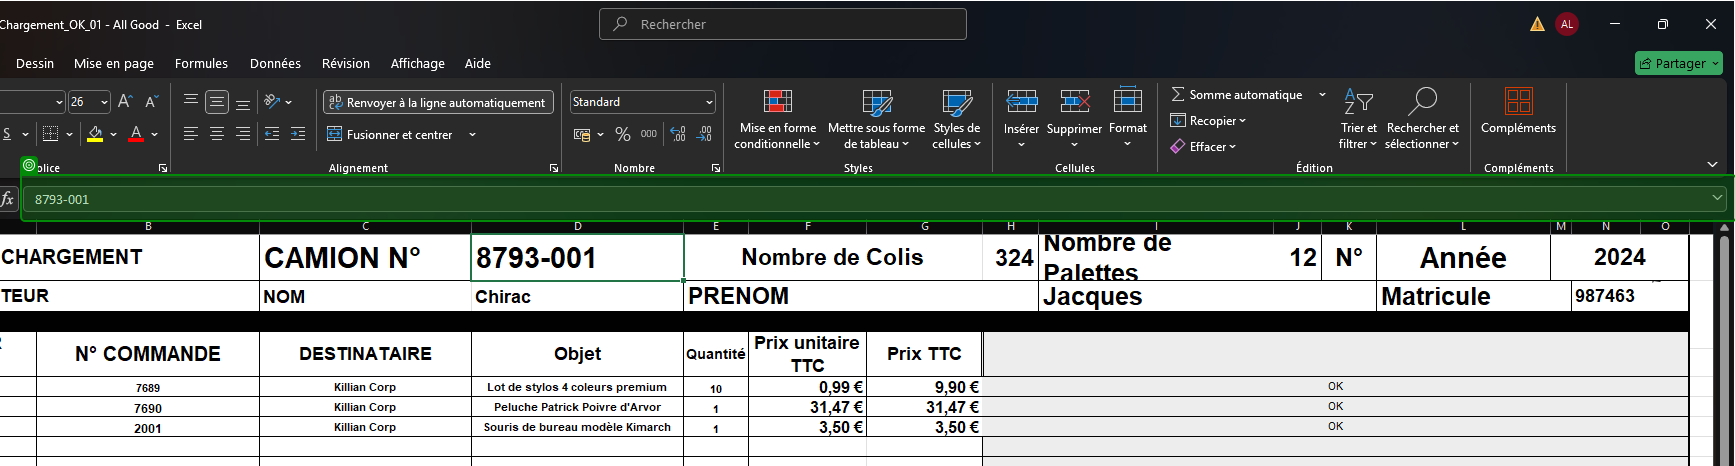 Chargement_OK_01 - All Good - Excel
Rechercher
AL
Dessin Mise en page Formules Données Révision Affichage Aide
Partager
26 A A Renvoyer à la ligne automatiquement Standard
Somme automatique
S A Fusionner et centrer % 000
Mise en forme conditionnelle
Mettre sous forme de tableau
Styles de cellules
Insérer Supprimer Format
Recopier
Effacer
Trier et filtrer
Rechercher et sélectionner
Compléments
olice Alignement Nombre Styles Cellules Édition Compléments
fx 8793-001
B C D E F G H I J K L M N O
CHARGEMENT CAMION N° 8793-001 Nombre de Colis 324 Nombre de Palettes 12 N° Année 2024
TEUR NOM Chirac PRENOM Jacques Matricule 987463
N° COMMANDE DESTINATAIRE Objet Quantité Prix unitaire TTC Prix TTC
7689 Killian Corp Lot de stylos 4 coleurs premium 10 0,99 € 9,90 € OK
7690 Killian Corp Peluche Patrick Poivre d'Arvor 1 31,47 € 31,47 € OK
2001 Killian Corp Souris de bureau modèle Kimarch 1 3,50 € 3,50 € OK